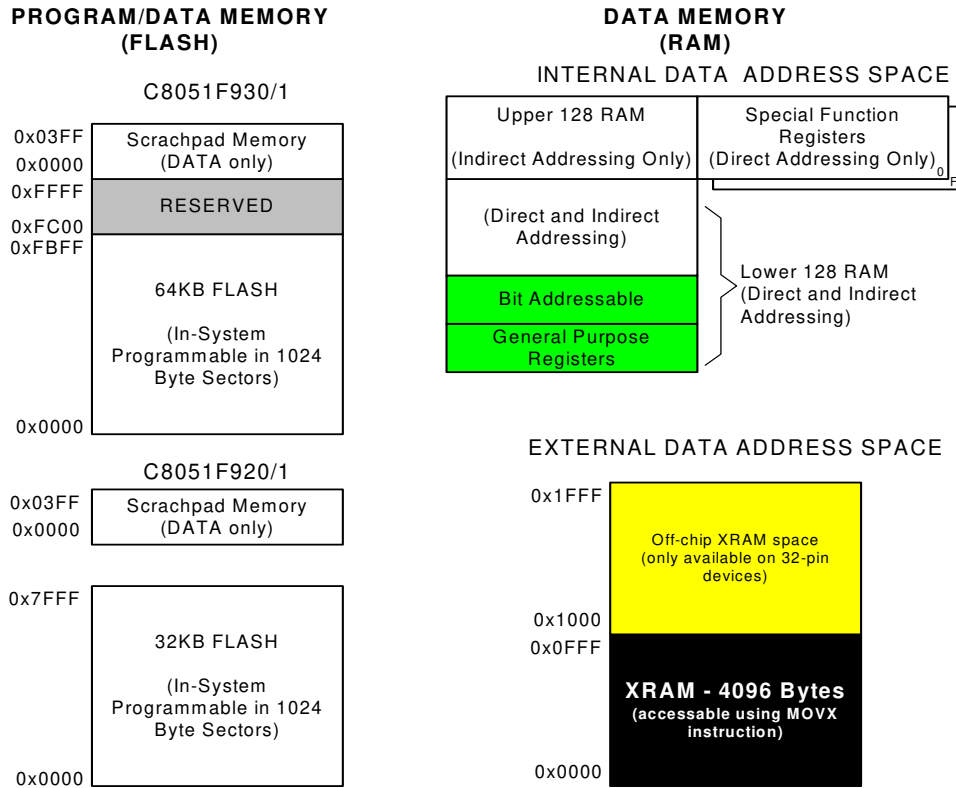 PROGRAM/DATA MEMORY
(FLASH)
C8051F930/1
0x03FF
Scrachpad Memory
(DATA only)
0x0000
0xFFFF
RESERVED
0xFC00
0xFBFF
64KB FLASH
(In-System
Programmable in 1024
Byte Sectors)
0x0000
C8051F920/1
0x03FF
Scrachpad Memory
(DATA only)
0x0000
0x7FFF
32KB FLASH
(In-System
Programmable in 1024
Byte Sectors)
0x0000
DATA MEMORY
(RAM)
INTERNAL DATA ADDRESS SPACE
Upper 128 RAM
(Indirect Addressing Only)
Special Function
Registers
(Direct Addressing Only)
0
F
(Direct and Indirect
Addressing)
Bit Addressable
General Purpose
Registers
Lower 128 RAM
(Direct and Indirect
Addressing)
EXTERNAL DATA ADDRESS SPACE
0x1FFF
Off-chip XRAM space
(only available on 32-pin
devices)
0x1000
0x0FFF
XRAM - 4096 Bytes
(accessable using MOVX
instruction)
0x0000